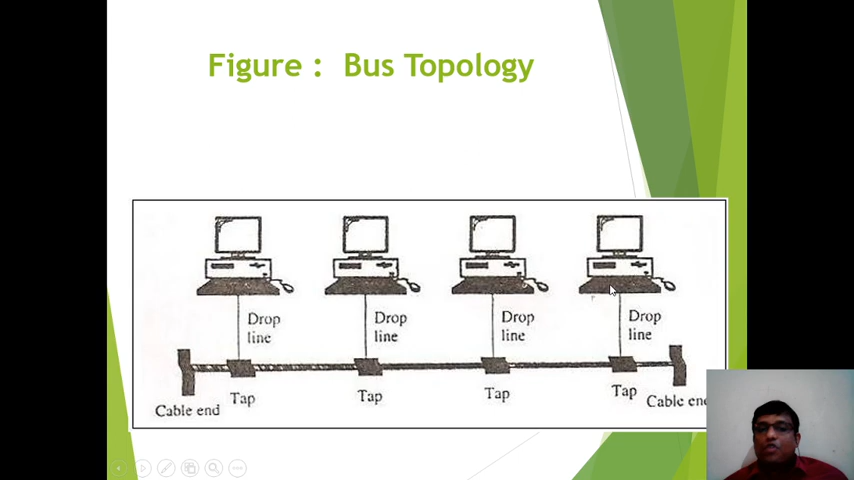 Figure : Bus Topology
Drop line
Drop line
Drop line
Drop line
Cable end
Tap
Tap
Tap
Tap
Cable end